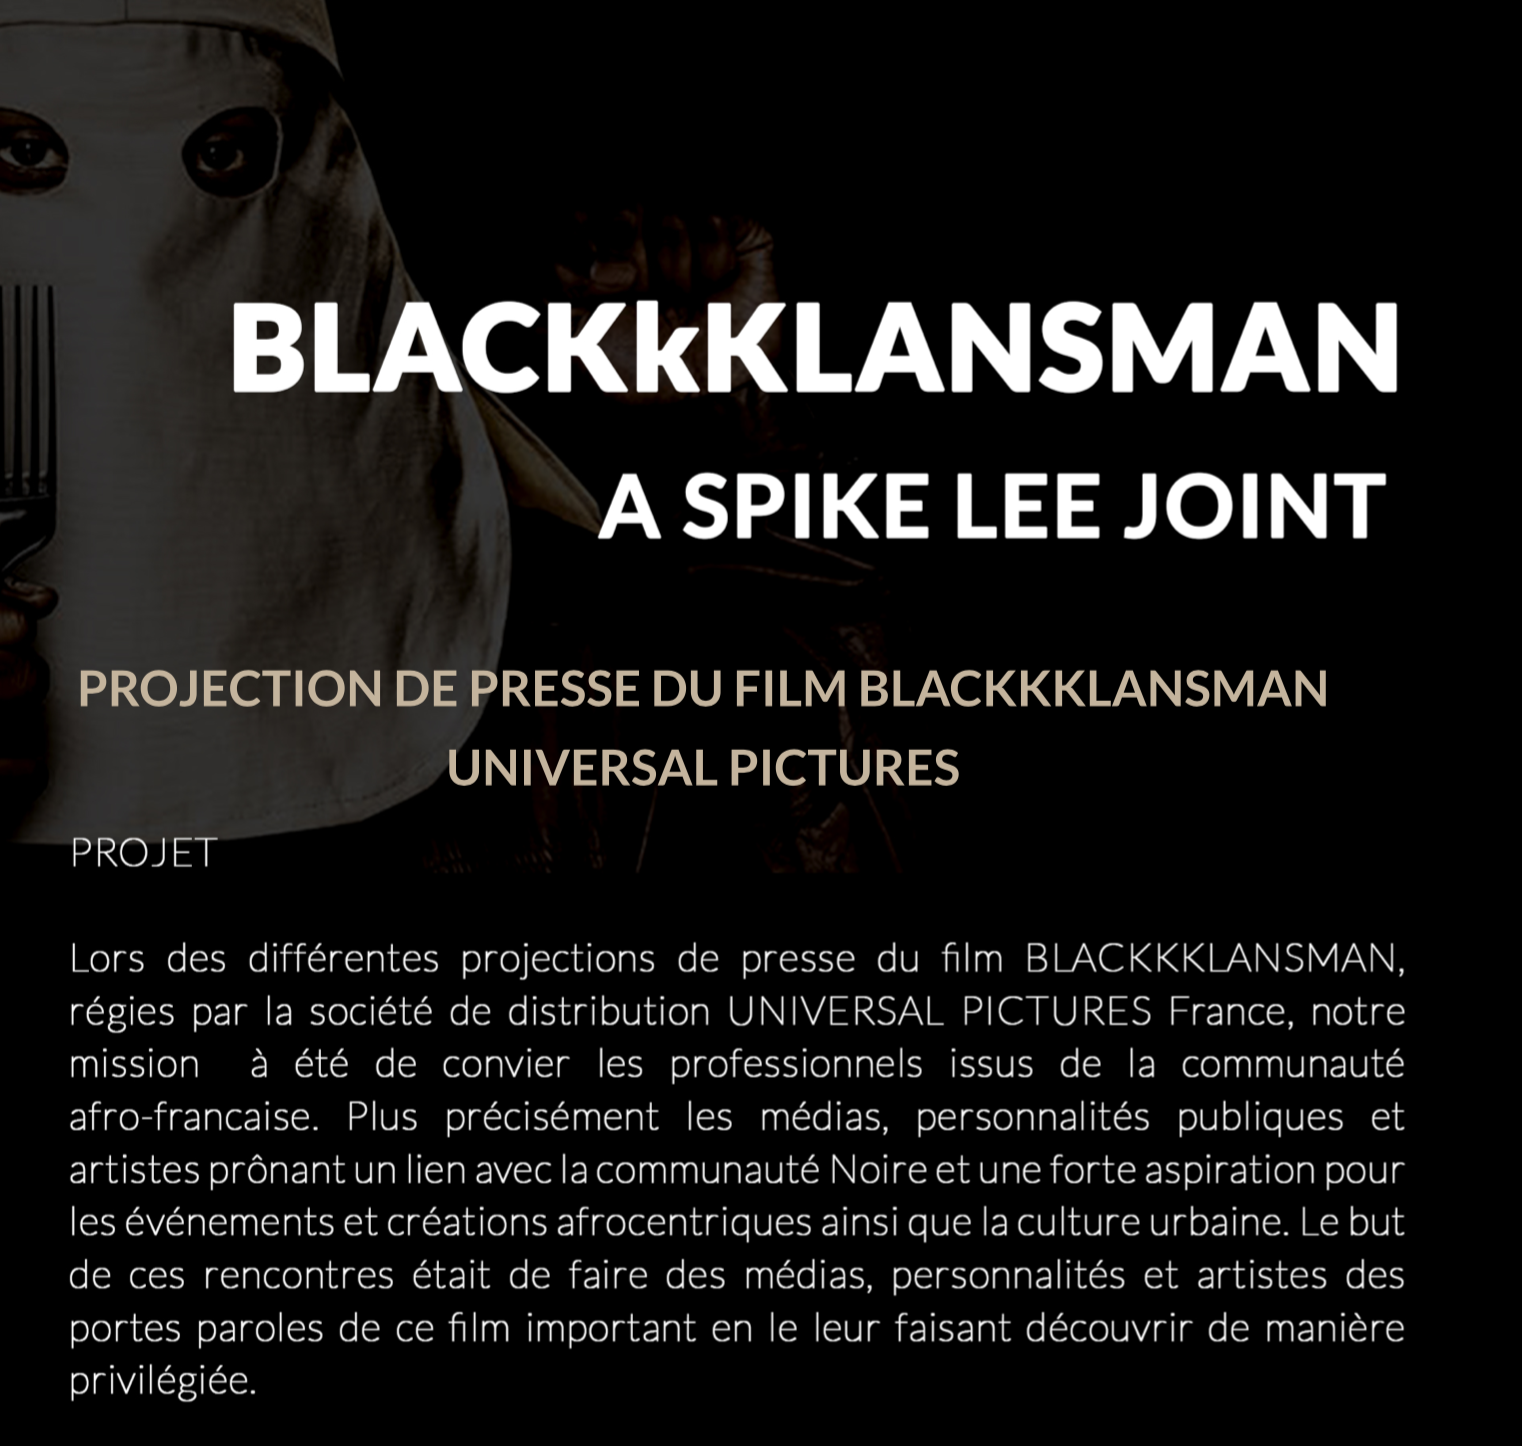 BLACKkKLANSMAN
A SPIKE LEE JOINT
PROJECTION DE PRESSE DU FILM BLACKKKLANSMAN
UNIVERSAL PICTURES
PROJET
Lors des différentes projections de presse du film BLACKKKLANSMAN,
régies par la société de distribution UNIVERSAL PICTURES France, notre
mission à été de convier les professionnels issus de la communauté
afro-francaise. Plus précisément les médias, personnalités publiques et
artistes prônant un lien avec la communauté Noire et une forte aspiration pour
les événements et créations afrocentriques ainsi que la culture urbaine. Le but
de ces rencontres était de faire des médias, personnalités et artistes des
portes paroles de ce film important en le leur faisant découvrir de manière
privilégiée.